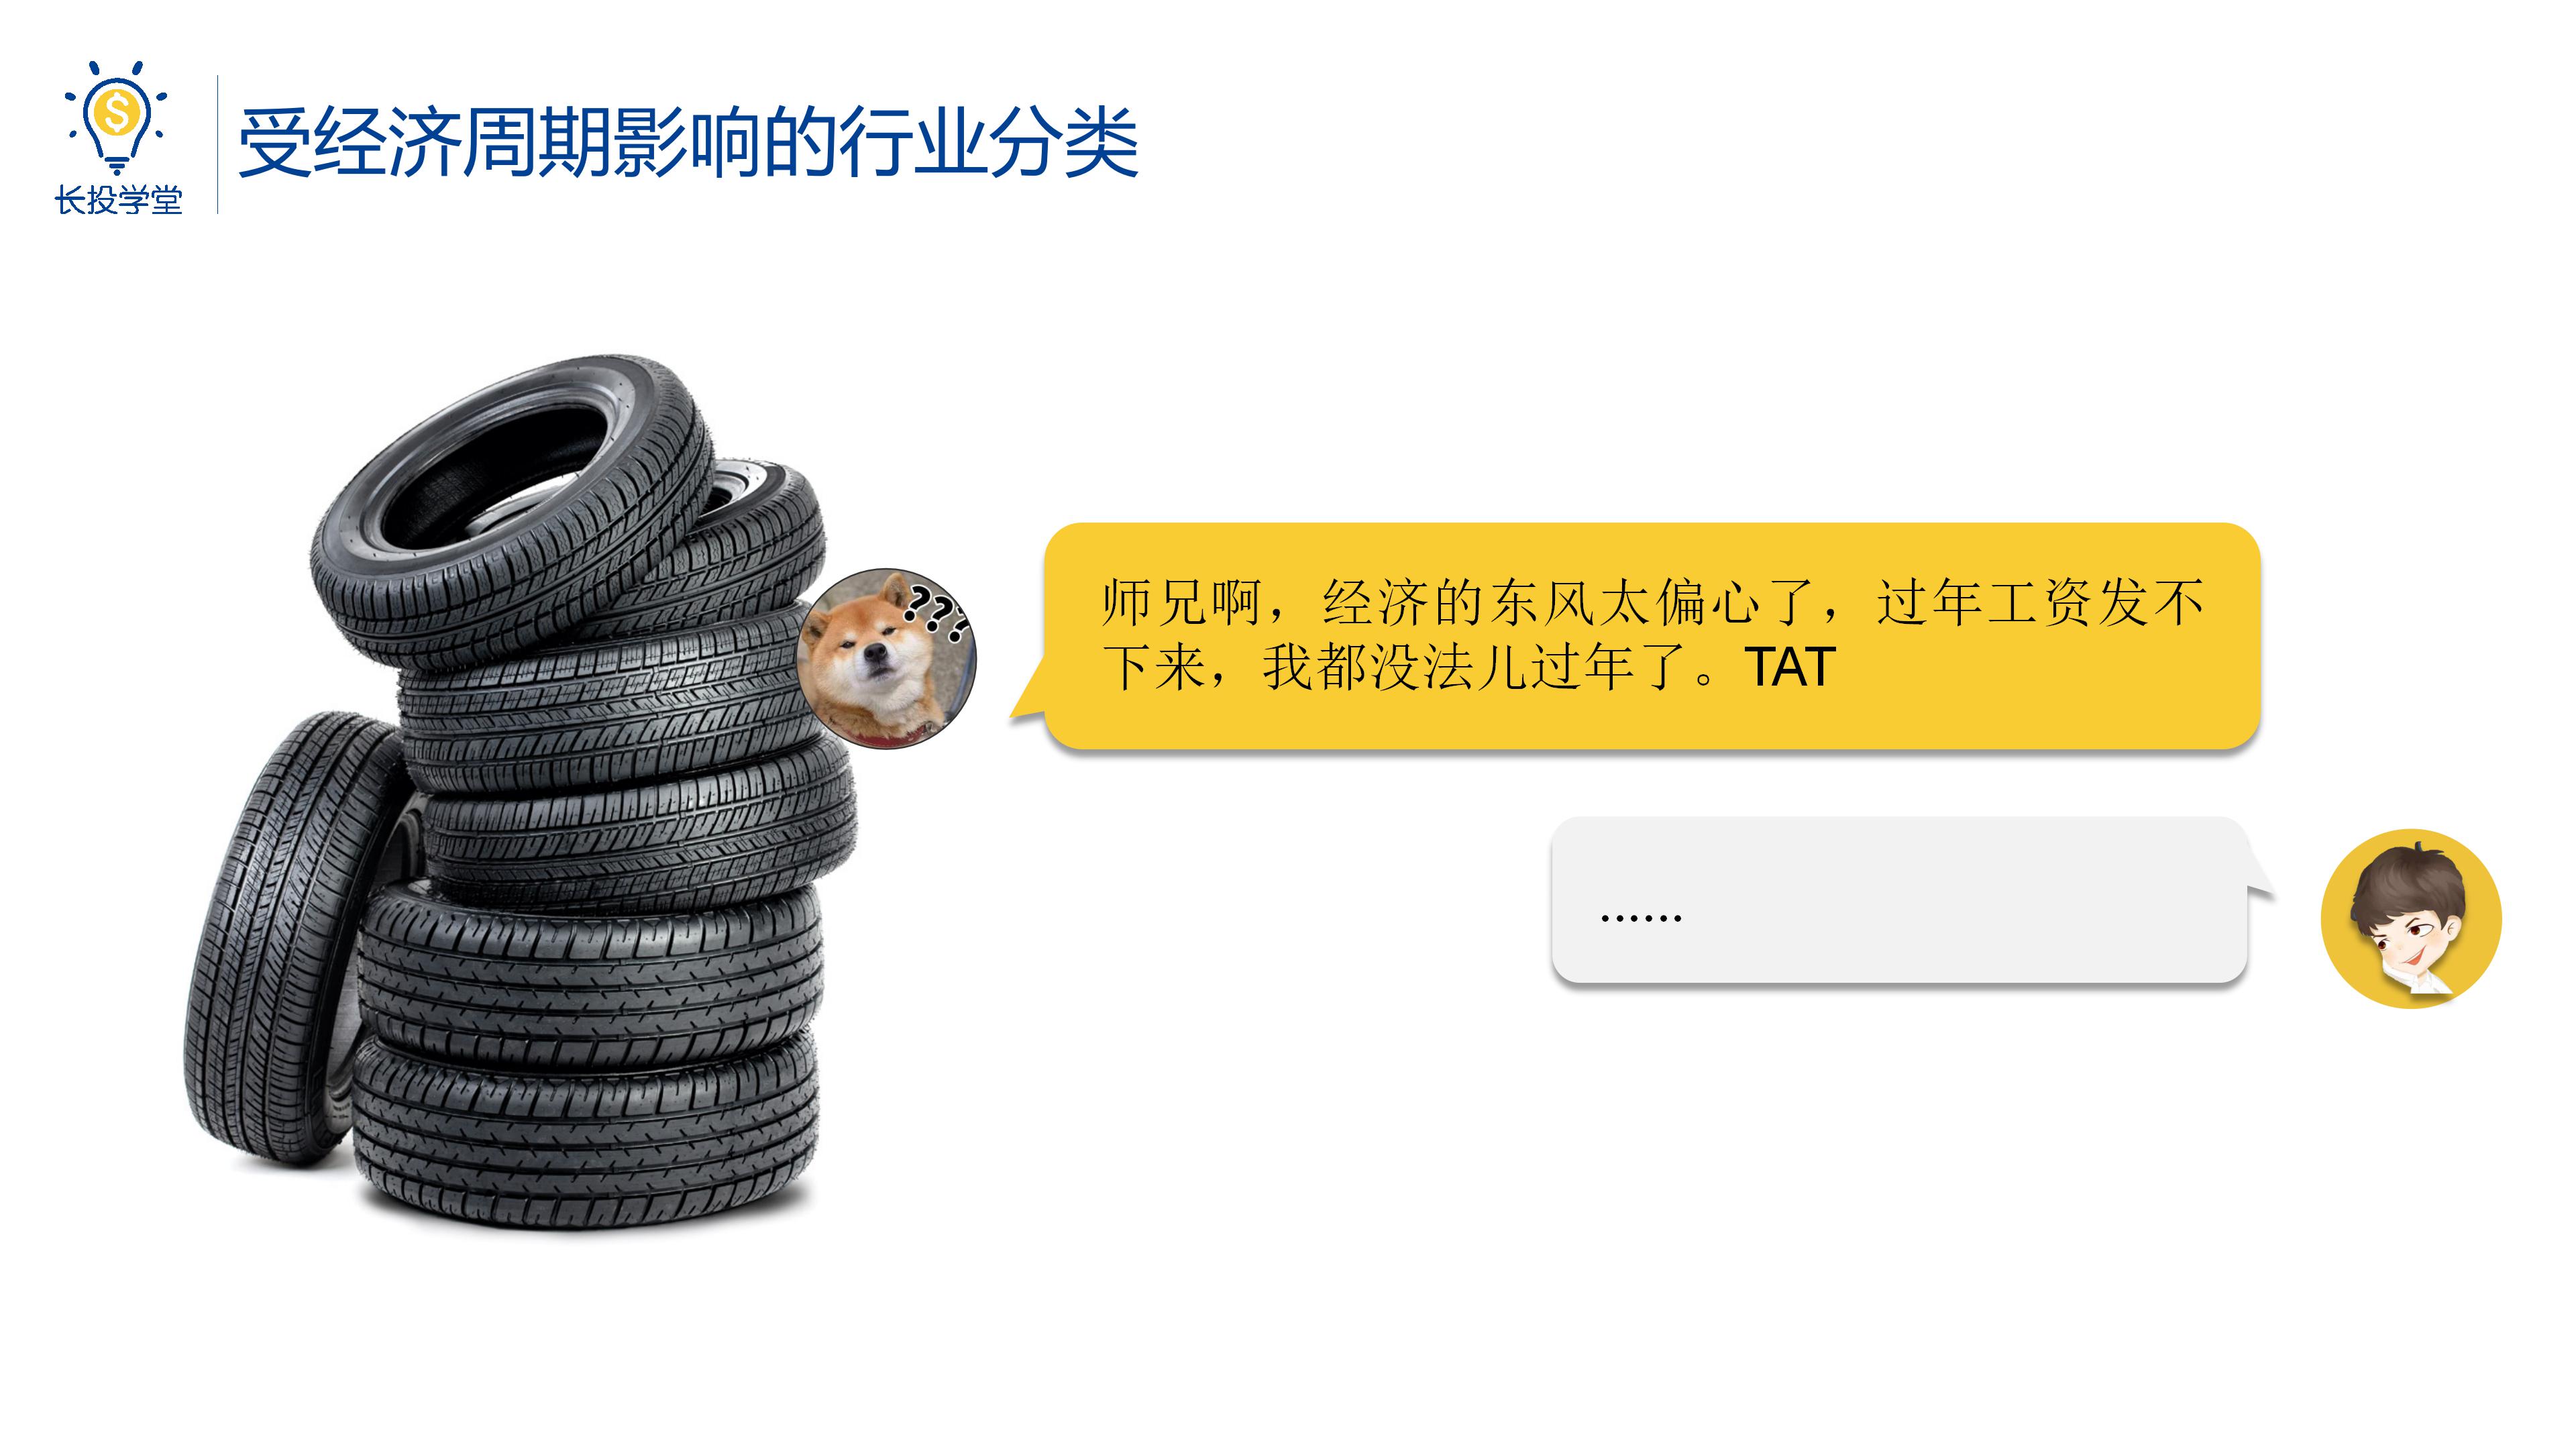 长投学堂
受经济周期影响的行业分类
???
师兄啊，经济的东风太偏心了，过年工资发不
下来，我都没法儿过年了。TAT
……